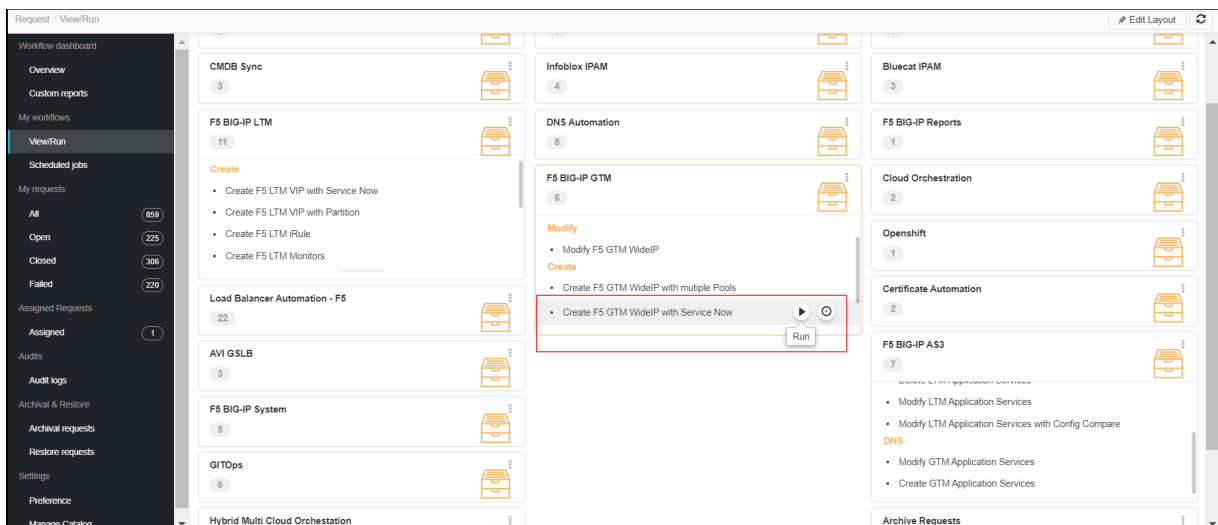 Request :: View/Run
Edit Layout
Workflow dashboard
Overview
Custom reports
My workflows
View/Run
Scheduled jobs
My requests
All 859
Open 225
Closed 306
Failed 220
Assigned Requests
Assigned 1
Audits
Audit logs
Archival & Restore
Archival requests
Restore requests
Settings
Preference
Manage Catalog
CMDB Sync
3
F5 BIG-IP LTM
11
Create
• Create F5 LTM VIP with Service Now
• Create F5 LTM VIP with Partition
• Create F5 LTM iRule
• Create F5 LTM Monitors
Load Balancer Automation - F5
22
AVI GSLB
3
F5 BIG-IP System
5
GITOps
6
Hybrid Multi Cloud Orchestation
Infoblox IPAM
4
DNS Automation
8
F5 BIG-IP GTM
6
Modify
• Modify F5 GTM WideIP
Create
• Create F5 GTM WideIP with mutiple Pools
• Create F5 GTM WideIP with Service Now
Run
Bluecat IPAM
3
F5 BIG-IP Reports
1
Cloud Orchestration
2
Openshift
1
Certificate Automation
2
F5 BIG-IP AS3
7
Delete LTM Application Services
• Modify LTM Application Services
• Modify LTM Application Services with Config Compare
DNS
• Modify GTM Application Services
• Create GTM Application Services
Archive Requests